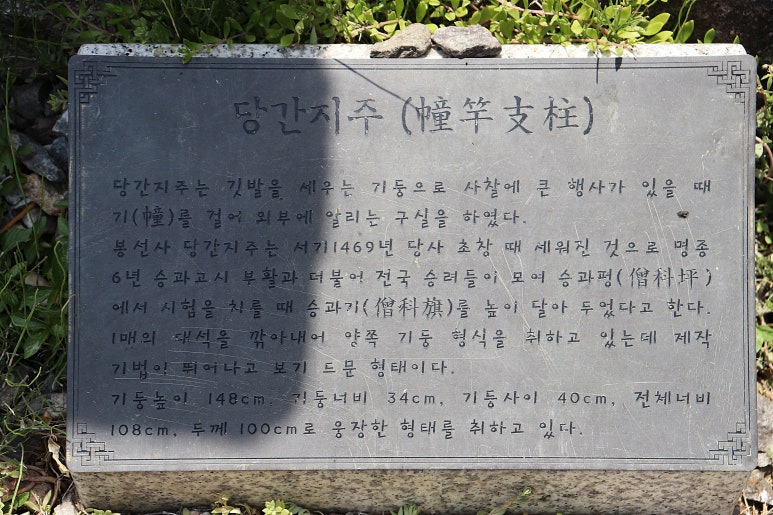 당간지주 (幢竿支柱)
당간지주는 깃발을 세우는 기둥으로 사찰에 큰 행사가 있을 때
기(幢)를 걸어 외부에 알리는 구실을 하였다.
봉선사 당간지주는 서기1469년 당사 초창 때 세워진 것으로 명종
6년 승과고시 부활과 더불어 전국 승려들이 모여 승과평(僧科坪)
에서 시험을 치를 때 승과기(僧科旗)를 높이 달아 두었다고 한다.
1매의 대석을 깎아내어 양쪽 기둥 형식을 취하고 있는데 제작
기법이 뛰어나고 보기 드문 형태이다.
기둥높이 148cm, 기둥너비 34cm, 기둥사이 40cm, 전체너비
108cm, 두께 100cm로 웅장한 형태를 취하고 있다.